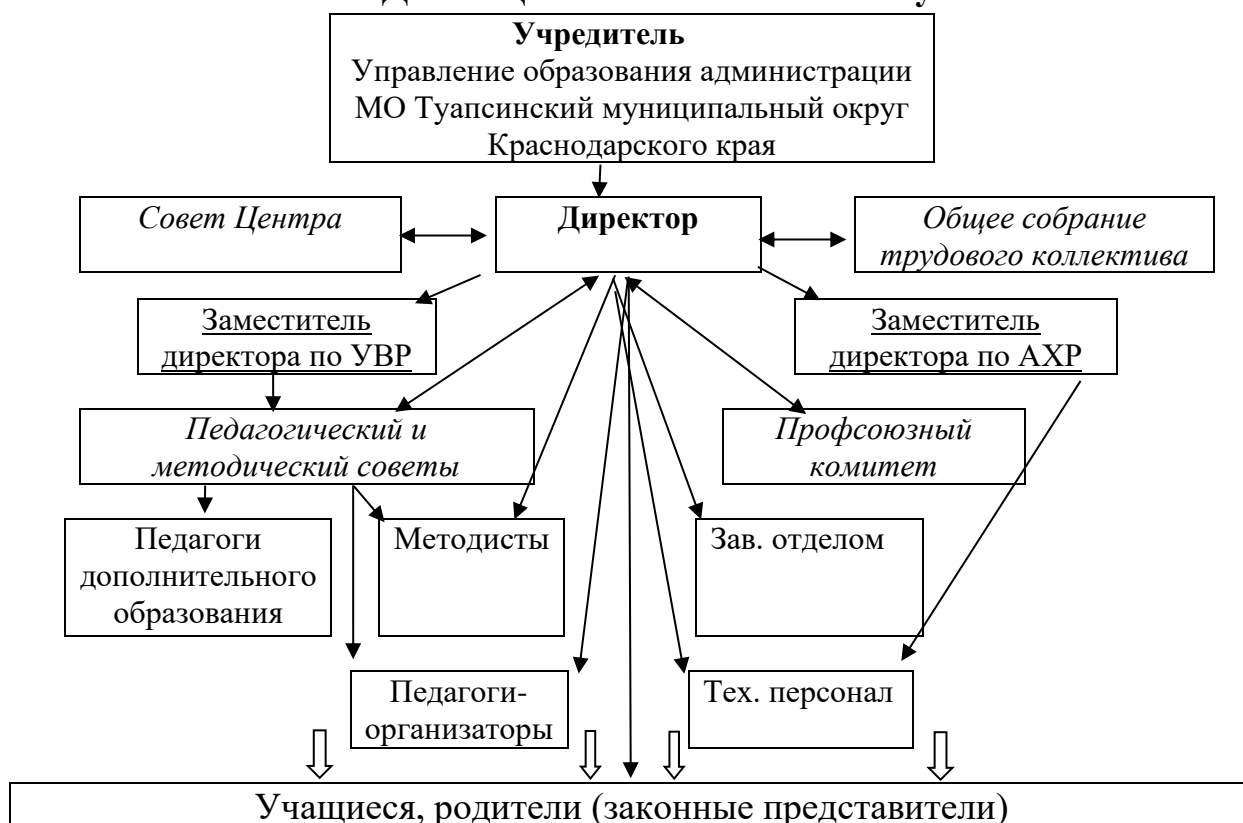 Учредитель
Управление образования администрации
МО Туапсинский муниципальный округ
Краснодарского края
Совет Центра
Директор
Общее собрание
трудового коллектива
Заместитель
директора по УВР
Заместитель
директора по АХР
Педагогический и
методический советы
Профсоюзный
комитет
Педагоги
дополнительного
образования
Методисты
Зав. отделом
Педагоги-
организаторы
Тех. персонал
Учащиеся, родители (законные представители)